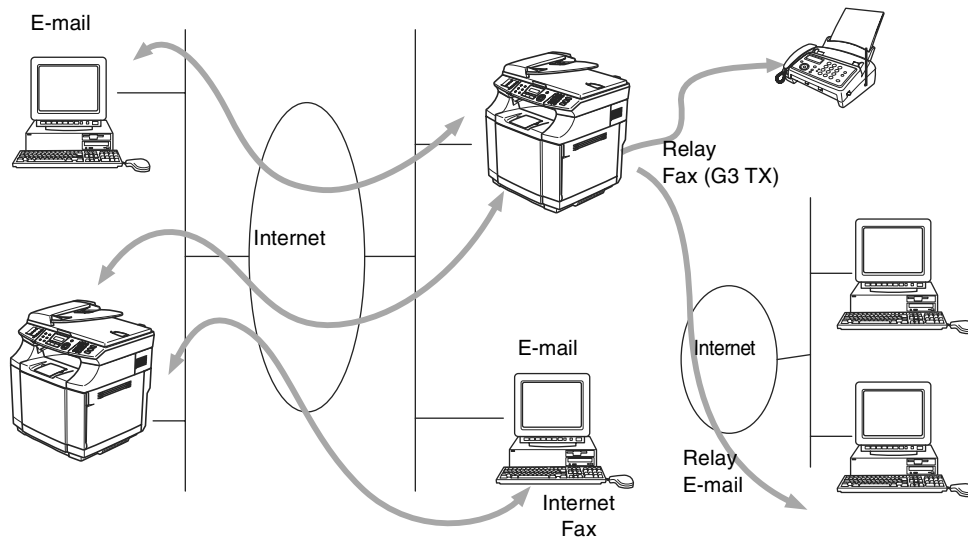 E-mail
Relay
Fax (G3 TX)
Internet
E-mail
Internet
Relay
E-mail
Internet
Fax